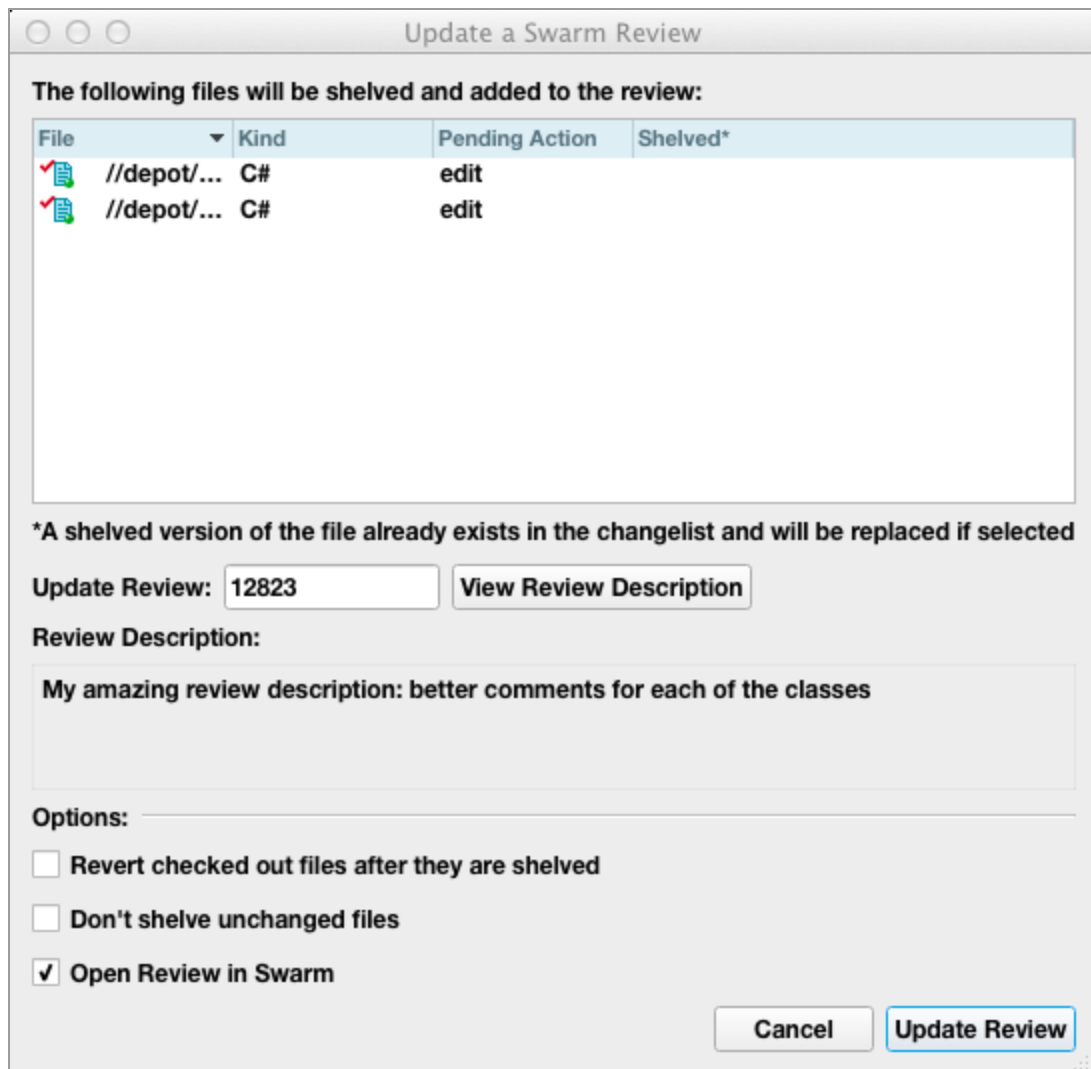 Update a Swarm Review
The following files will be shelved and added to the review:
File Kind Pending Action Shelved*
//depot/... C# edit
//depot/... C# edit
*A shelved version of the file already exists in the changelist and will be replaced if selected
Update Review: 12823 View Review Description
Review Description:
My amazing review description: better comments for each of the classes
Options:
Revert checked out files after they are shelved
Don't shelve unchanged files
Open Review in Swarm
Cancel Update Review